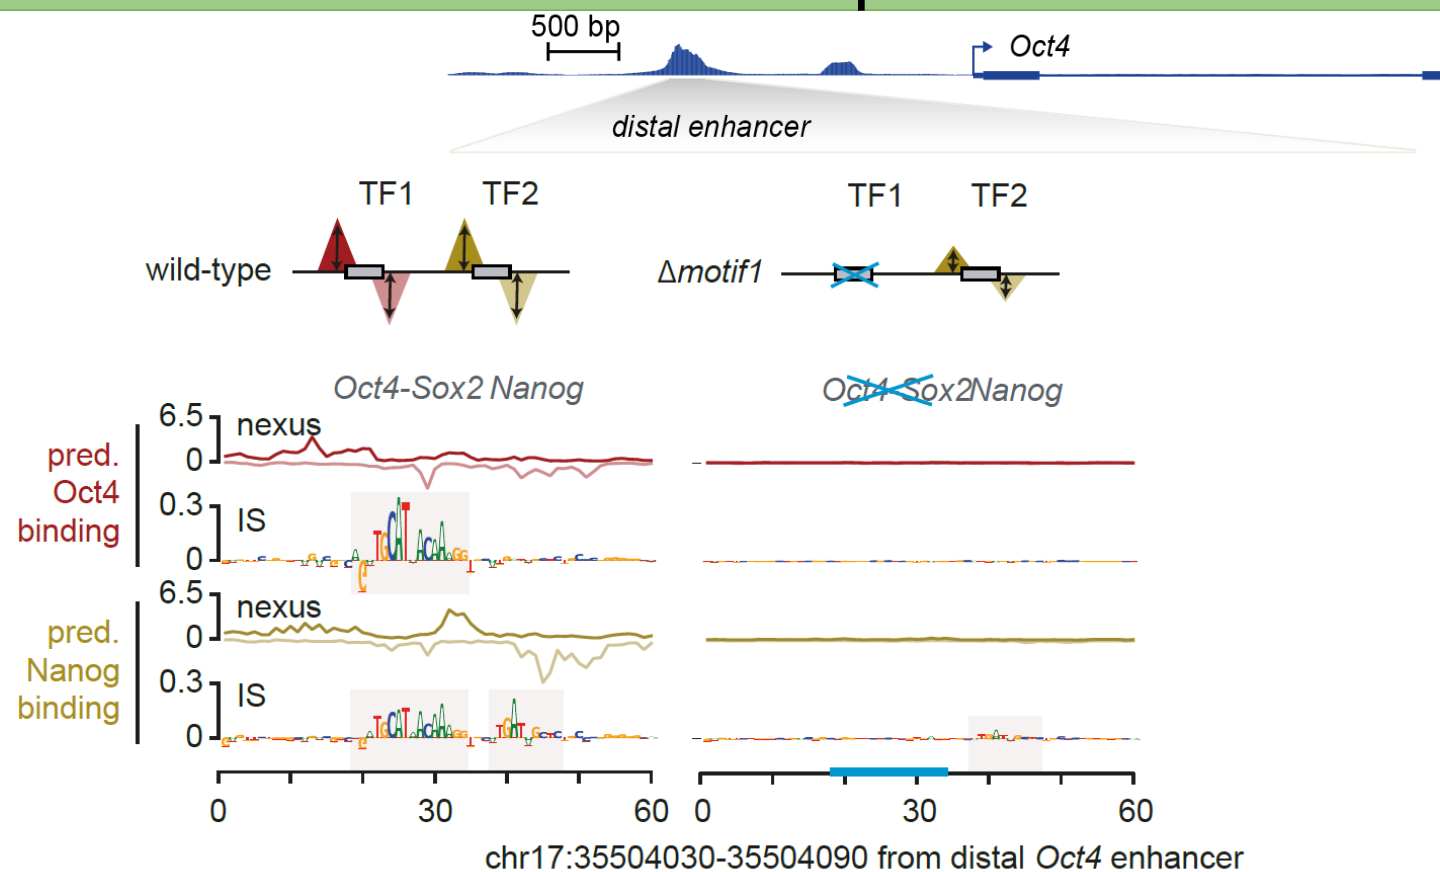 500 bp
Oct4
distal enhancer
TF1 TF2
TF1 TF2
wild-type
Δmotif1
Oct4-Sox2 Nanog
Oct4-Sox2Nanog
6.5
nexus
0
pred.
Oct4
binding
0.3
IS
0
6.5
nexus
0
pred.
Nanog
binding
0.3
IS
0
0 30 60
0 30 60
chr17:35504030-35504090 from distal Oct4 enhancer